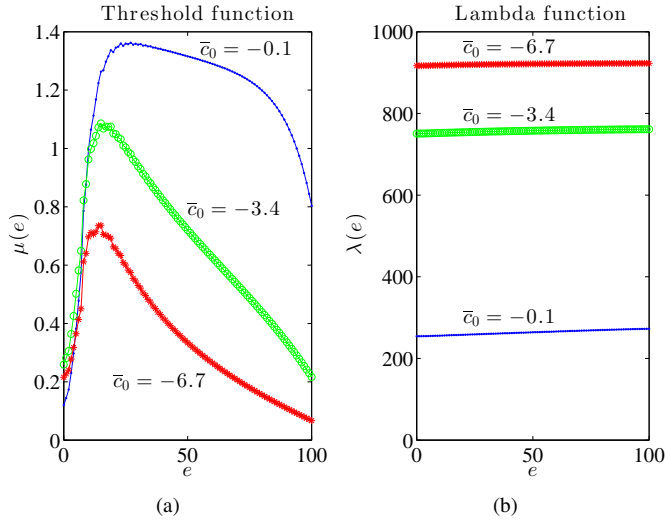 Threshold function
1.4
1.2
1
0.8
0.6
0.4
0.2
0
0
50
100
μ(e)
e
c̅₀ = −0.1
c̅₀ = −3.4
c̅₀ = −6.7
(a)
Lambda function
1000
800
600
400
200
0
0
50
100
λ(e)
e
c̅₀ = −6.7
c̅₀ = −3.4
c̅₀ = −0.1
(b)